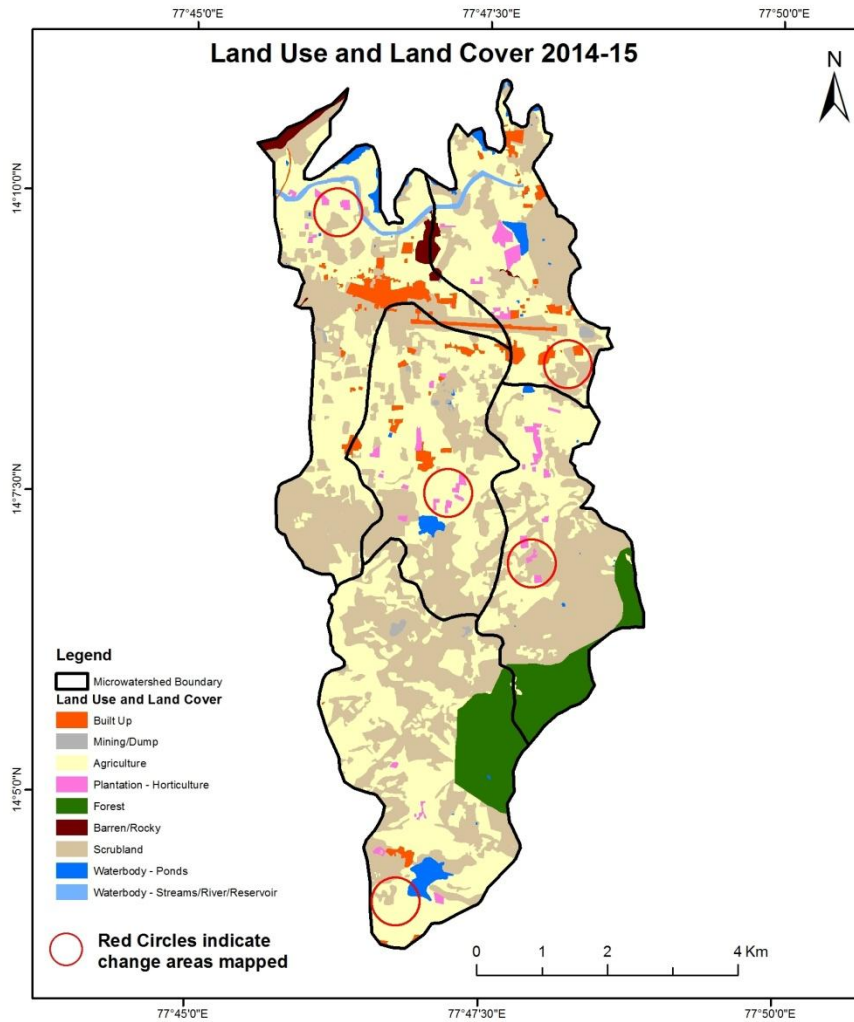 77°45'0"E
77°47'30"E
77°50'0"E
Land Use and Land Cover 2014-15
N
14°10'0"N
14°7'30"N
14°5'0"N
Legend
Microwatershed Boundary
Land Use and Land Cover
Built Up
Mining/Dump
Agriculture
Plantation - Horticulture
Forest
Barren/Rocky
Scrubland
Waterbody - Ponds
Waterbody - Streams/River/Reservoir
Red Circles indicate
change areas mapped
0 1 2 4 Km
77°45'0"E
77°47'30"E
77°50'0"E